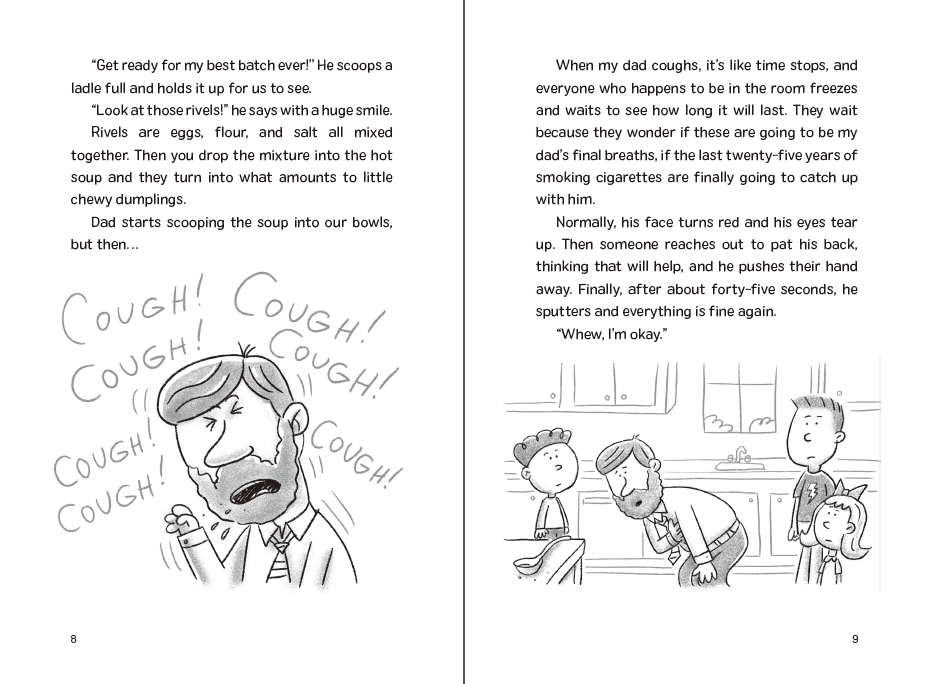 “Get ready for my best batch ever!” He scoops a
ladle full and holds it up for us to see.
“Look at those rivels!” he says with a huge smile.
Rivels are eggs, flour, and salt all mixed
together. Then you drop the mixture into the hot
soup and they turn into what amounts to little
chewy dumplings.
Dad starts scooping the soup into our bowls,
but then…
COUGH!
COUGH!
COUGH!
COUGH!
COUGH!
COUGH!
COUGH!
8
When my dad coughs, it’s like time stops, and
everyone who happens to be in the room freezes
and waits to see how long it will last. They wait
because they wonder if these are going to be my
dad’s final breaths, if the last twenty-five years of
smoking cigarettes are finally going to catch up
with him.
Normally, his face turns red and his eyes tear
up. Then someone reaches out to pat his back,
thinking that will help, and he pushes their hand
away. Finally, after about forty-five seconds, he
sputters and everything is fine again.
“Whew, I’m okay.”
9